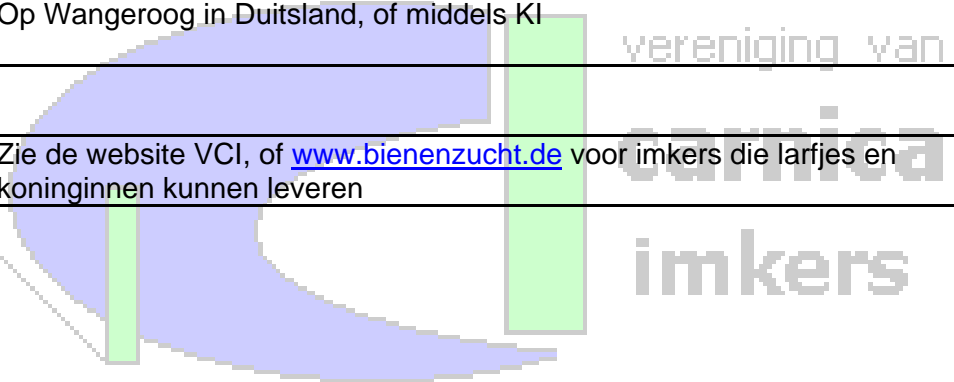 Op Wangeroog in Duitsland, of middels KI
vereniging van
Zie de website VCI, of www.bienenzucht.de voor imkers die larfjes en
carnica
koninginnen kunnen leveren
imkers